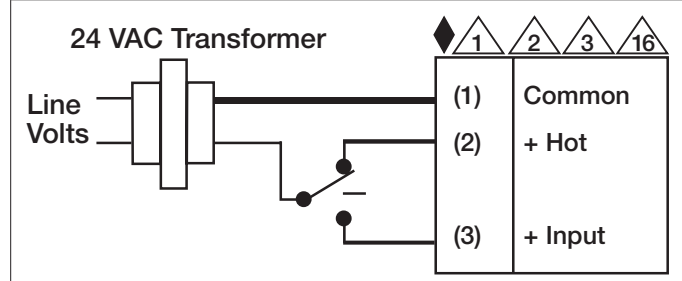 24 VAC Transformer
1 2 3 16
Line
Volts
(1) Common
(2) + Hot
(3) + Input